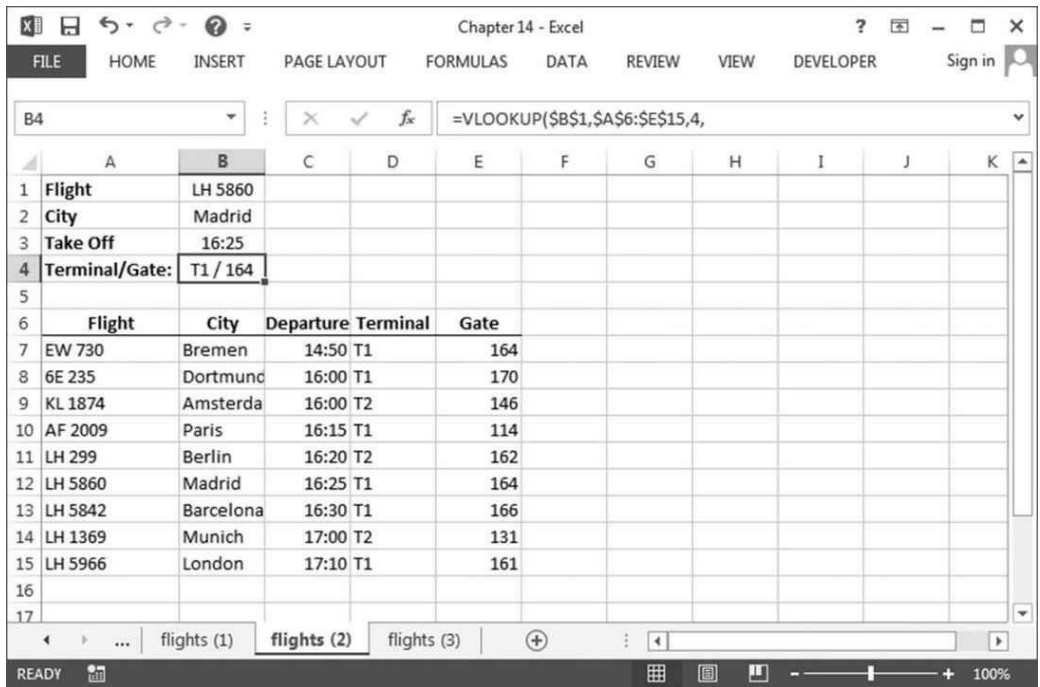 Chapter 14 - Excel
FILE HOME INSERT PAGE LAYOUT FORMULAS DATA REVIEW VIEW DEVELOPER Sign in
B4 fx =VLOOKUP($B$1,$A$6:$E$15,4,
A B C D E F G H I J K
1 Flight LH 5860
2 City Madrid
3 Take Off 16:25
4 Terminal/Gate: T1 / 164
5
6 Flight City Departure Terminal Gate
7 EW 730 Bremen 14:50 T1 164
8 6E 235 Dortmund 16:00 T1 170
9 KL 1874 Amsterda 16:00 T2 146
10 AF 2009 Paris 16:15 T1 114
11 LH 299 Berlin 16:20 T2 162
12 LH 5860 Madrid 16:25 T1 164
13 LH 5842 Barcelona 16:30 T1 166
14 LH 1369 Munich 17:00 T2 131
15 LH 5966 London 17:10 T1 161
16
17
... flights (1) flights (2) flights (3)
READY 100%